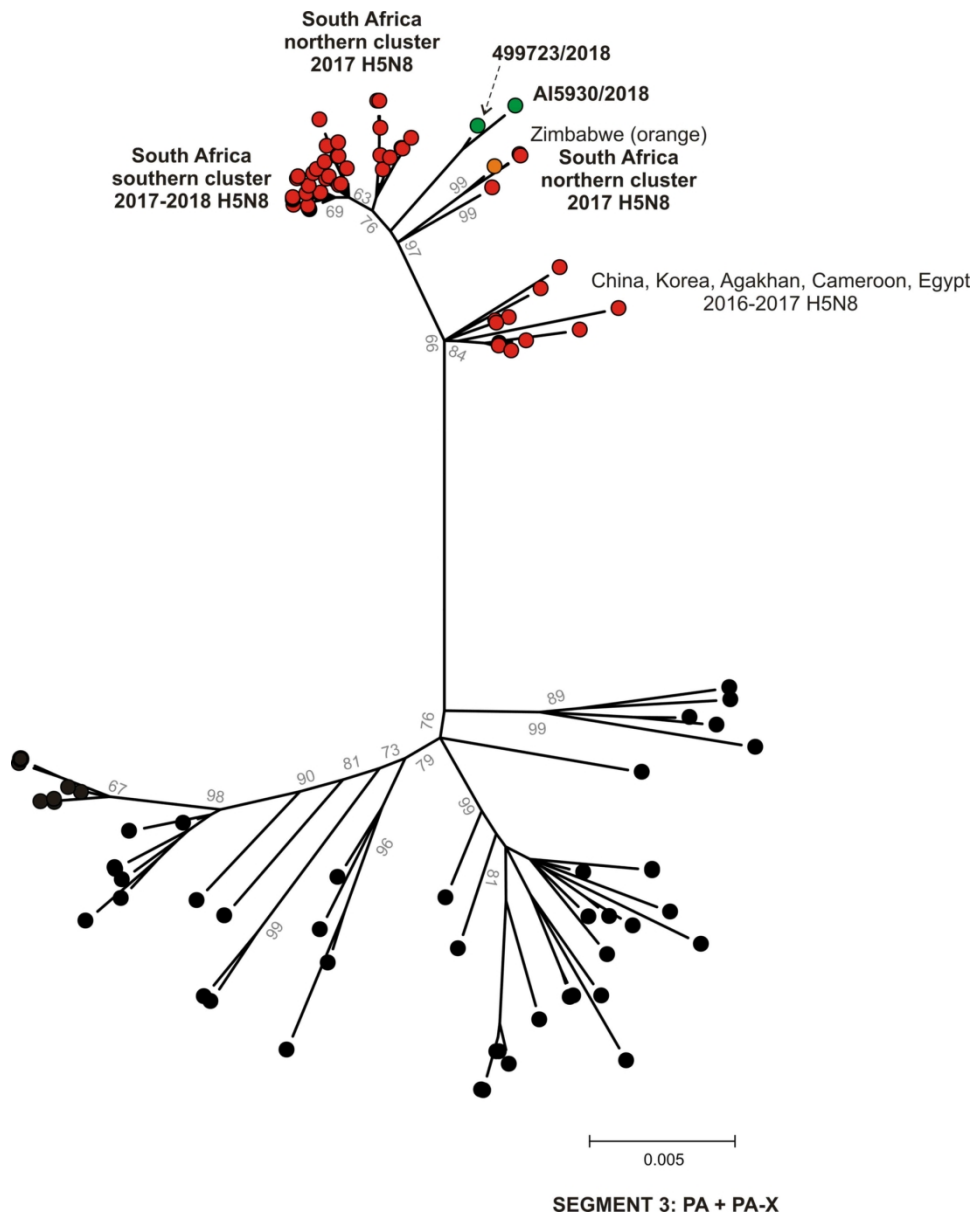 South Africa
northern cluster
2017 H5N8
499723/2018
AI5930/2018
Zimbabwe (orange)
South Africa
northern cluster
2017 H5N8
South Africa
southern cluster
2017-2018 H5N8
69
63
76
99
99
97
China, Korea, Agakhan, Cameroon, Egypt
2016-2017 H5N8
99
84
76
89
99
73
79
81
90
98
67
96
99
99
81
0.005
SEGMENT 3: PA + PA-X